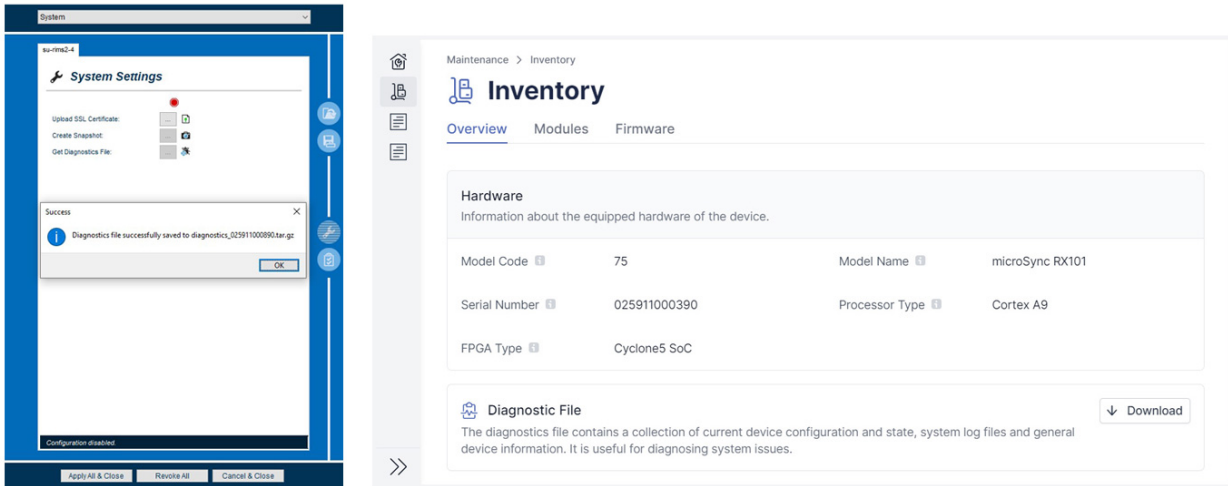 System
su-rims2-4
System Settings
Upload SSL Certificate:
...
Create Snapshot:
...
Get Diagnostics File:
...
Success
Diagnostics file successfully saved to diagnostics_025911000890.tar.gz
OK
Configuration disabled.
Apply All & Close
Revoke All
Cancel & Close
Maintenance > Inventory
Inventory
Overview Modules Firmware
Hardware
Information about the equipped hardware of the device.
Model Code 75 Model Name microSync RX101
Serial Number 025911000390 Processor Type Cortex A9
FPGA Type Cyclone5 SoC
Diagnostic File
Download
The diagnostics file contains a collection of current device configuration and state, system log files and general
device information. It is useful for diagnosing system issues.